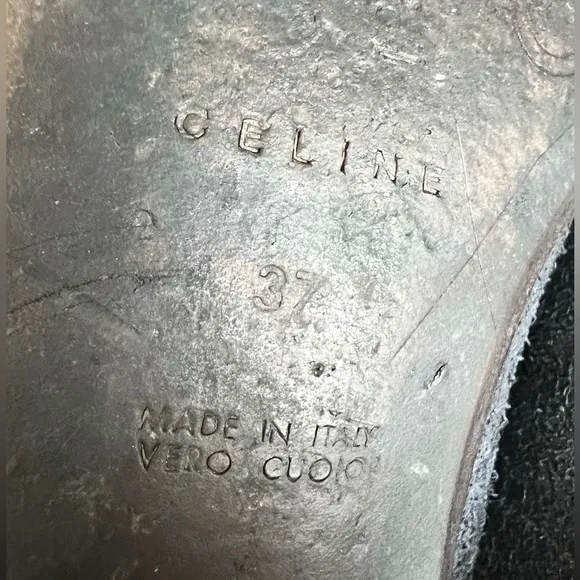 CELINE
37
MADE IN ITALY
VERO CUOIO